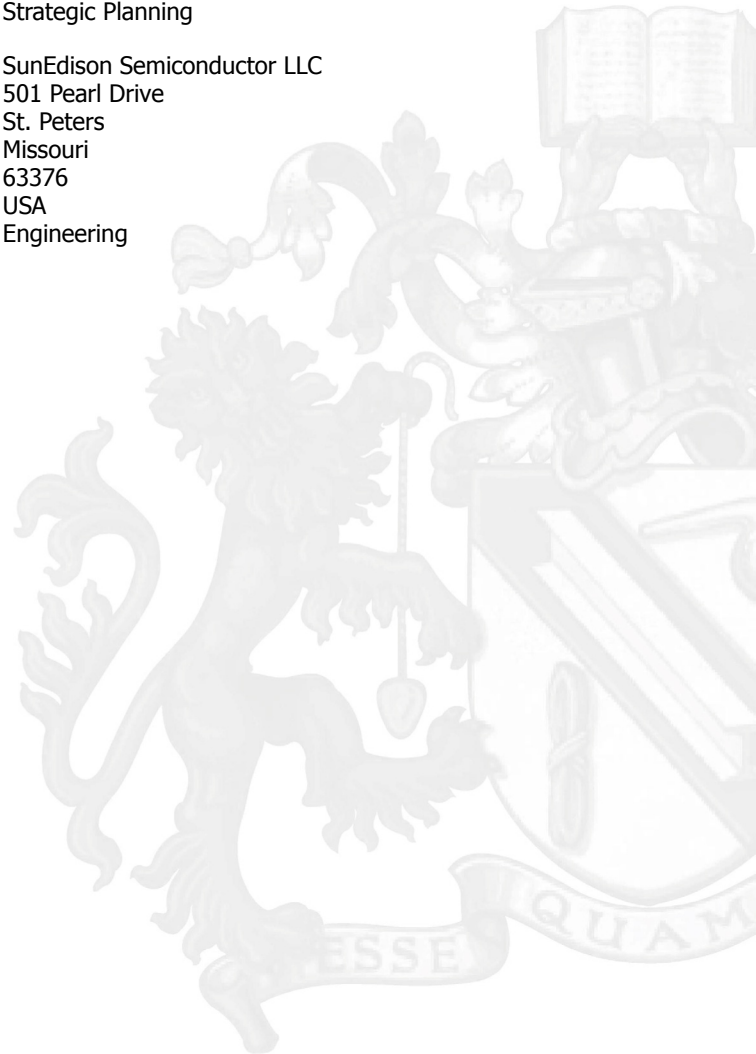 Strategic Planning
SunEdison Semiconductor LLC
501 Pearl Drive
St. Peters
Missouri
63376
USA
Engineering
ESSE QUAM